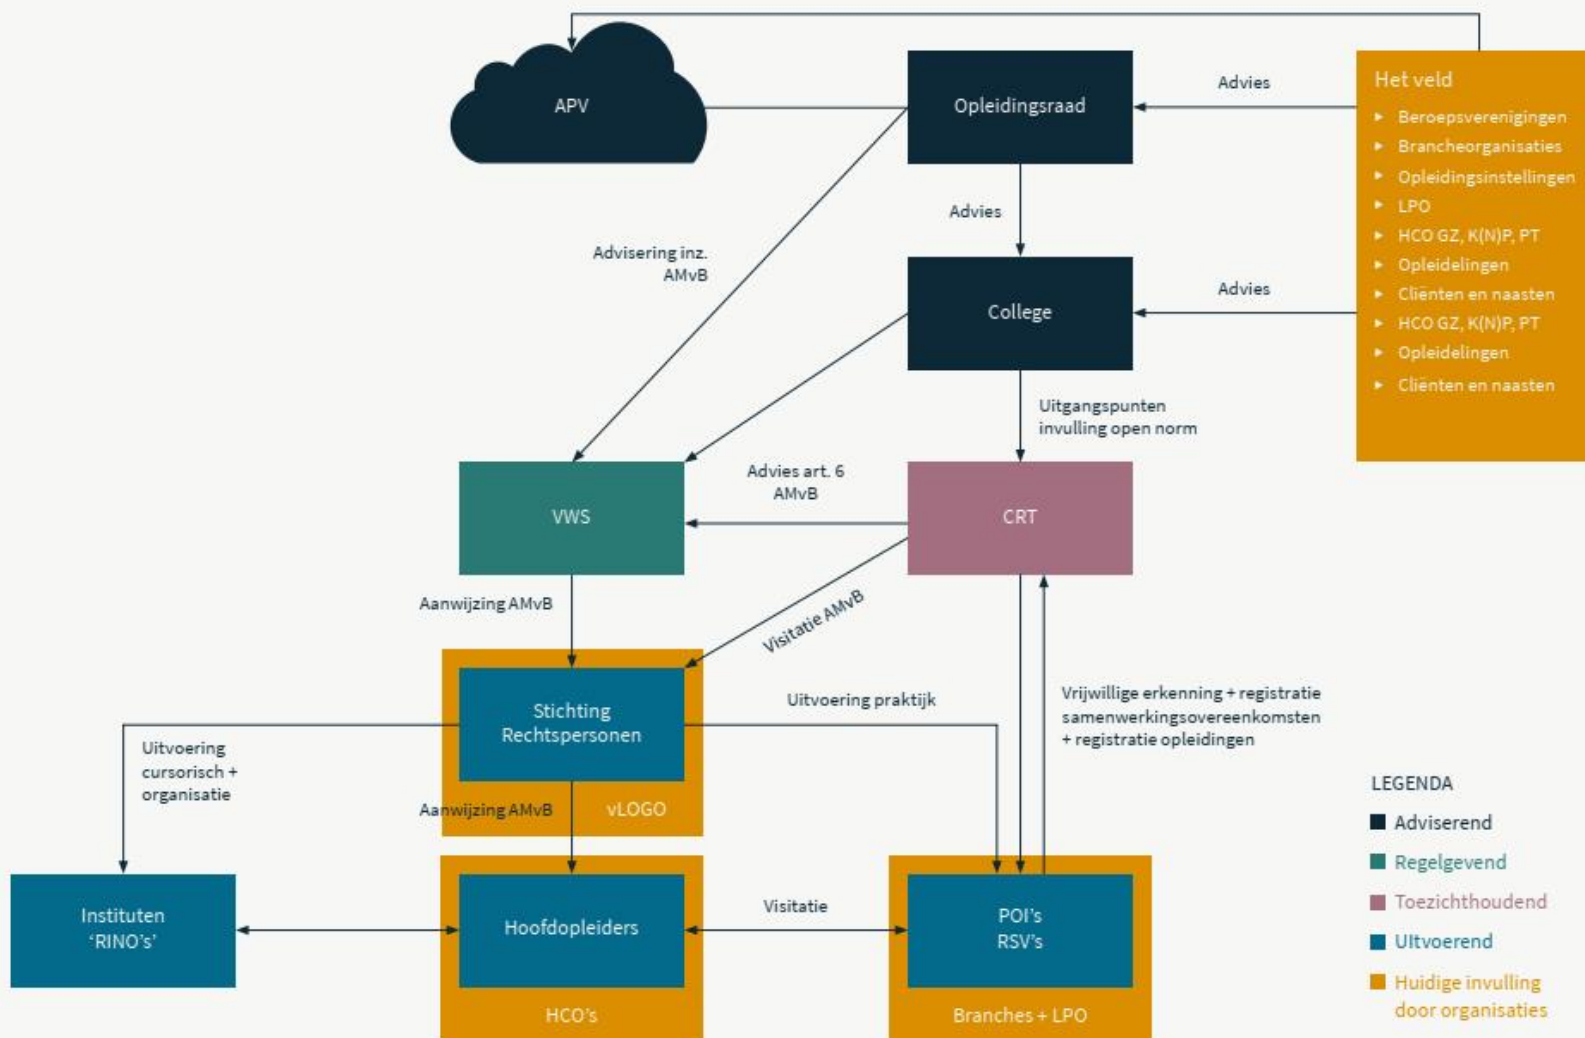 APV
Opleidingsraad
Advies
Het veld
▸ Beroepsverenigingen
▸ Brancheorganisaties
▸ Opleidingsinstellingen
▸ LPO
▸ HCO GZ, K(N)P, PT
▸ Opleidelingen
▸ Cliënten en naasten
▸ HCO GZ, K(N)P, PT
▸ Opleidelingen
▸ Cliënten en naasten
Advies
Advisering inz.
AMvB
College
Advies
Uitgangspunten
invulling open norm
VWS
Advies art. 6
AMvB
CRT
Aanwijzing AMvB
Visitatie AMvB
Stichting
Rechtspersonen
vLOGO
Uitvoering praktijk
Vrijwillige erkenning + registratie
samenwerkingsovereenkomsten
+ registratie opleidingen
Uitvoering
cursorisch +
organisatie
Aanwijzing AMvB
Instituten
‘RINO’s’
Hoofdopleiders
HCO’s
Visitatie
POI’s
RSV’s
Branches + LPO
LEGENDA
Adviserend
Regelgevend
Toezichthoudend
UItvoerend
Huidige invulling
door organisaties